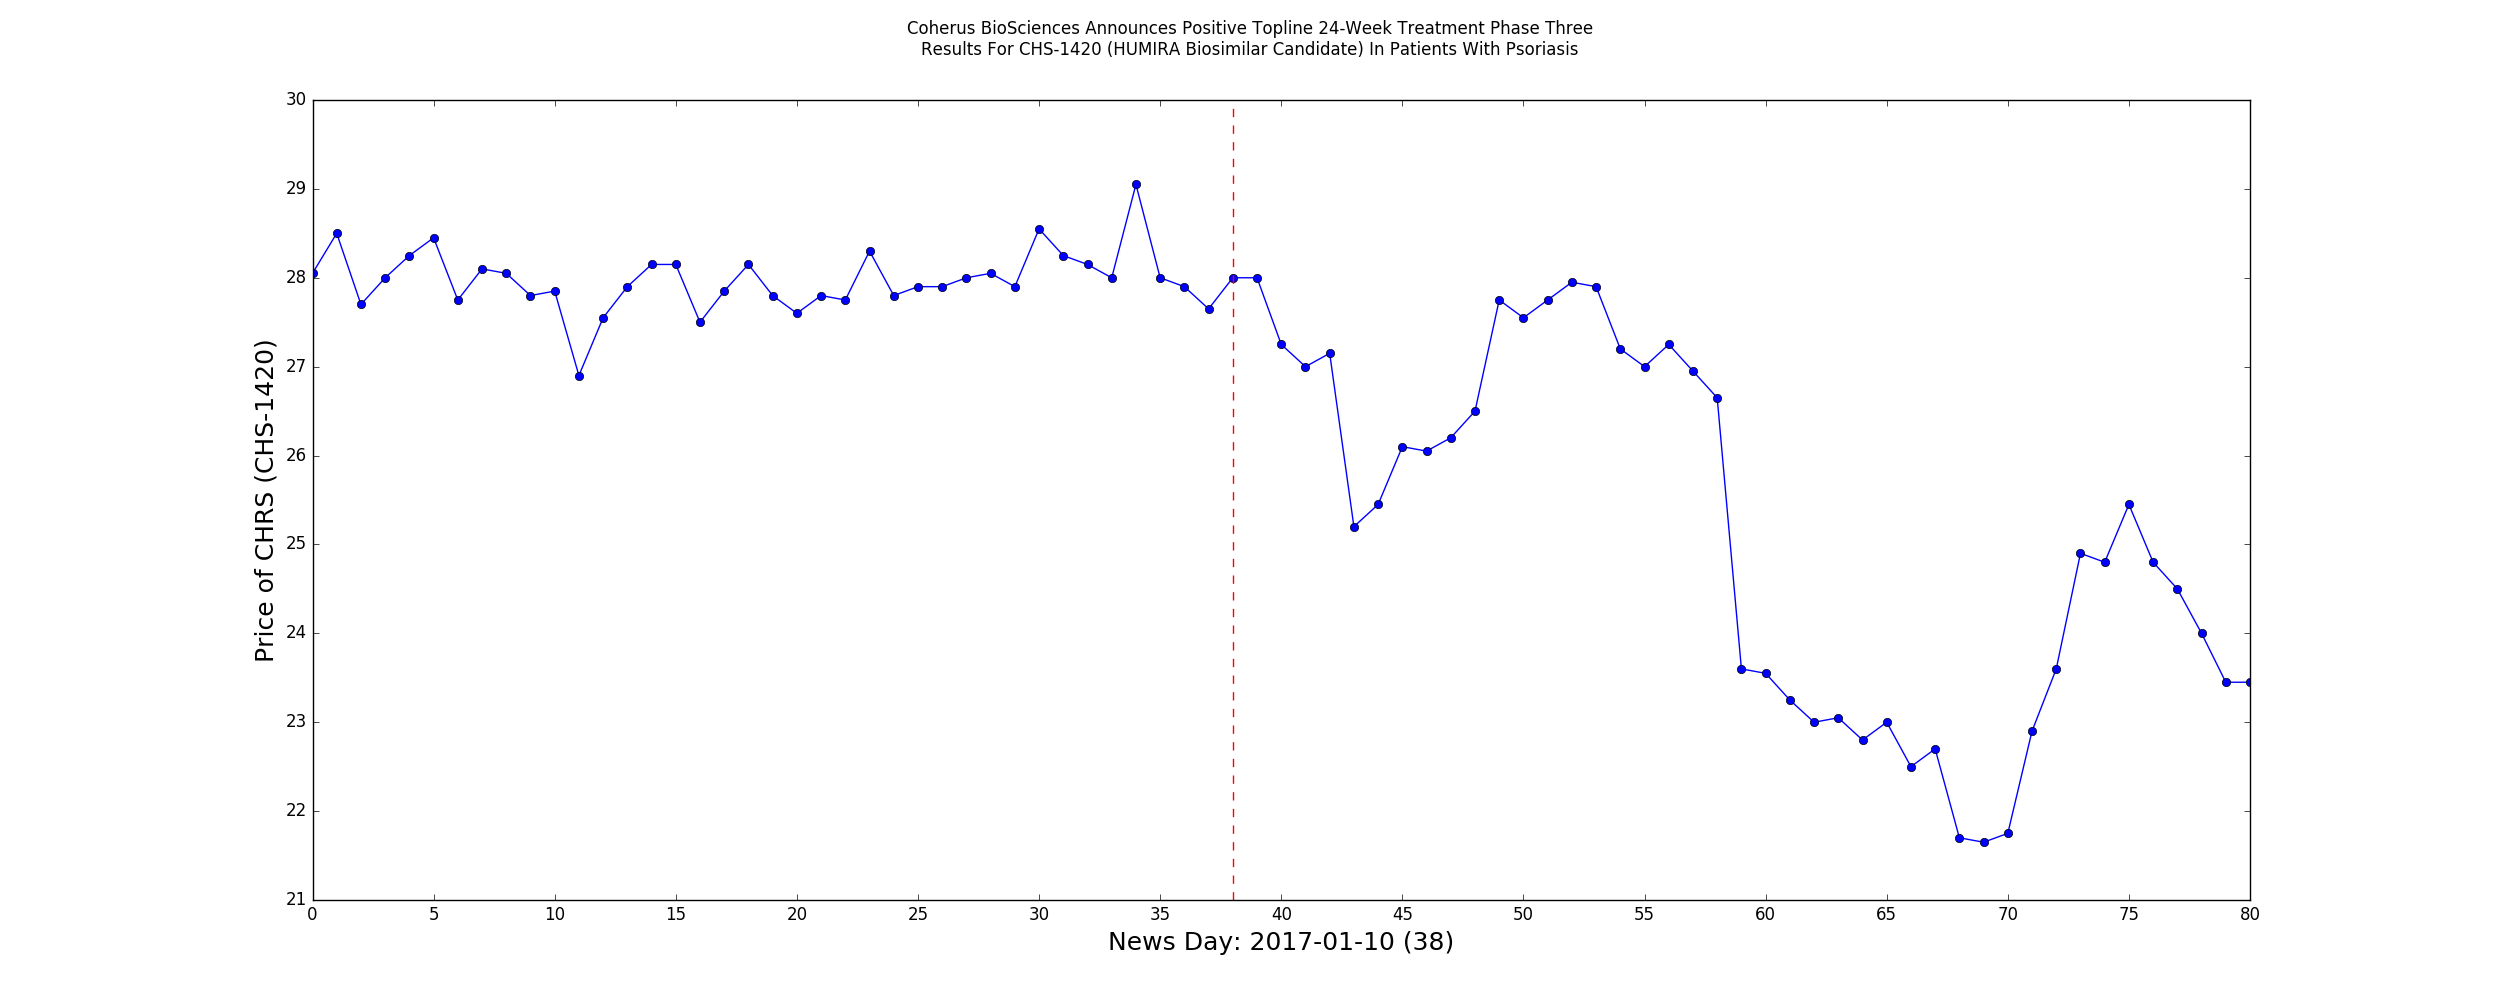 Coherus BioSciences Announces Positive Topline 24-Week Treatment Phase Three
Results For CHS-1420 (HUMIRA Biosimilar Candidate) In Patients With Psoriasis
30
29
28
27
26
25
24
23
22
21
Price of CHRS (CHS-1420)
0 5 10 15 20 25 30 35 40 45 50 55 60 65 70 75 80
News Day: 2017-01-10 (38)